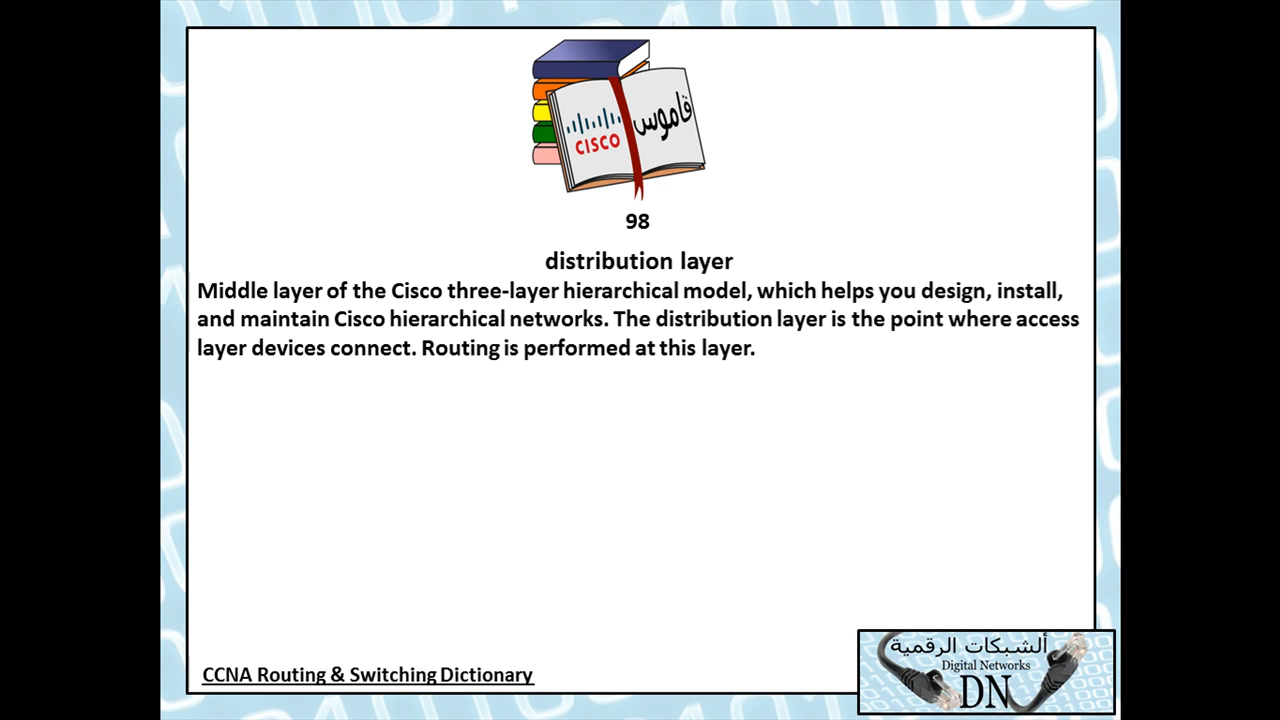 CISCO
قاموس
98
distribution layer
Middle layer of the Cisco three-layer hierarchical model, which helps you design, install,
and maintain Cisco hierarchical networks. The distribution layer is the point where access
layer devices connect. Routing is performed at this layer.
CCNA Routing & Switching Dictionary
ألشبكات الرقمية
Digital Networks
DN